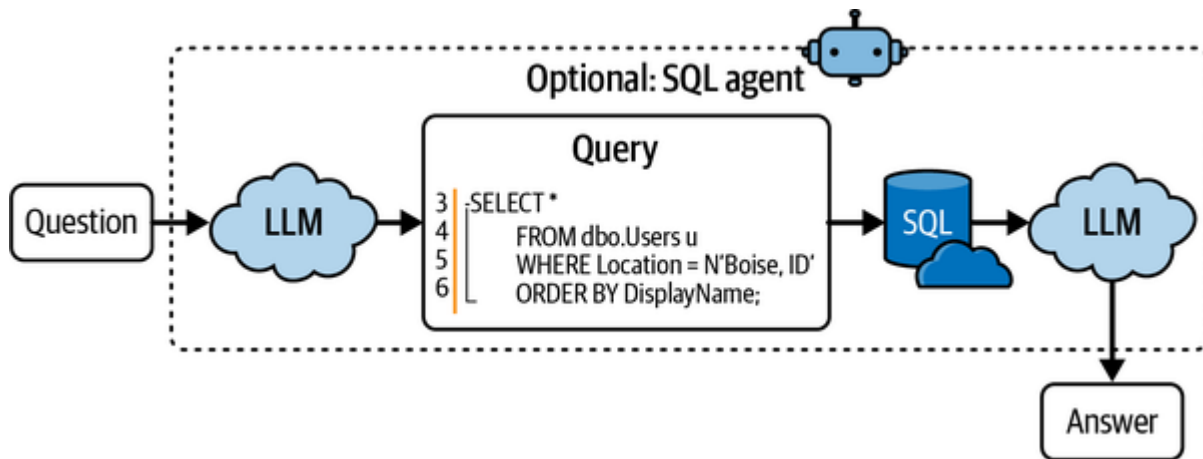 Optional: SQL agent
Question
LLM
Query
3 SELECT *
4 FROM dbo.Users u
5 WHERE Location = N'Boise, ID'
6 ORDER BY DisplayName;
SQL
LLM
Answer